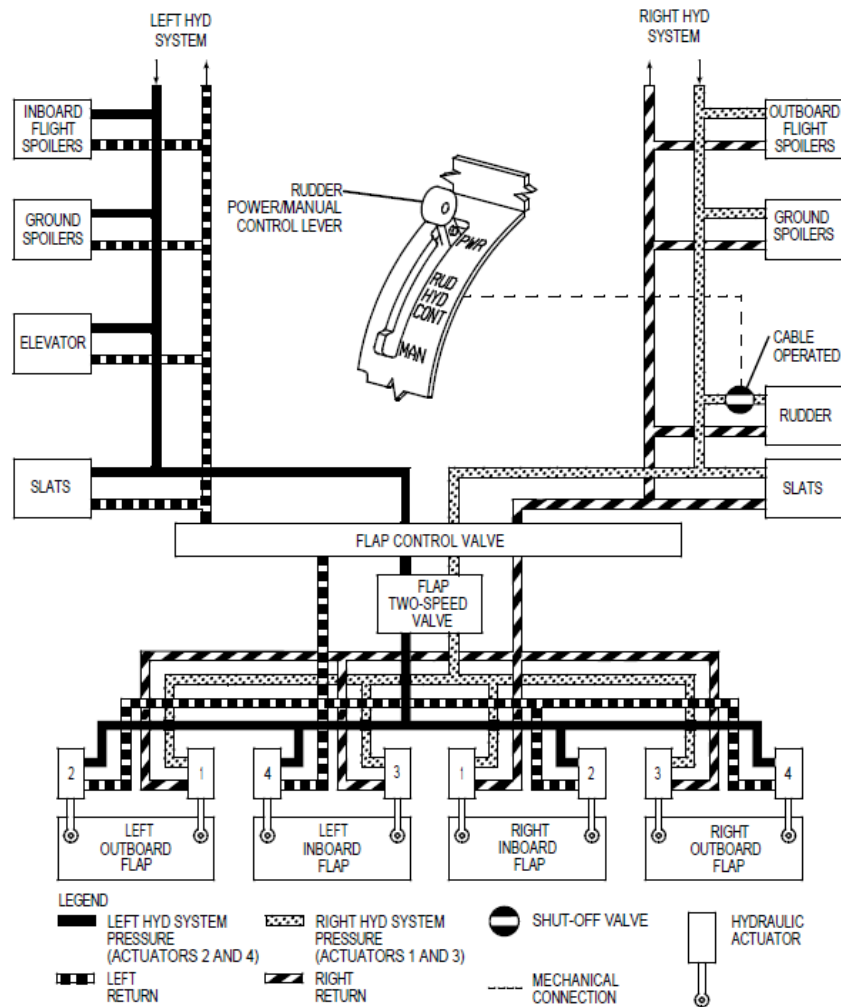 LEFT HYD
SYSTEM
RIGHT HYD
SYSTEM
INBOARD
FLIGHT
SPOILERS
OUTBOARD
FLIGHT
SPOILERS
RUDDER
POWER/MANUAL
CONTROL LEVER
PWR
RUD
HYD
CONT
MAN
GROUND
SPOILERS
GROUND
SPOILERS
ELEVATOR
CABLE
OPERATED
RUDDER
SLATS
SLATS
FLAP CONTROL VALVE
FLAP
TWO-SPEED
VALVE
2
1
4
3
1
2
3
4
LEFT
OUTBOARD
FLAP
LEFT
INBOARD
FLAP
RIGHT
INBOARD
FLAP
RIGHT
OUTBOARD
FLAP
LEGEND
LEFT HYD SYSTEM
PRESSURE
(ACTUATORS 2 AND 4)
RIGHT HYD SYSTEM
PRESSURE
(ACTUATORS 1 AND 3)
SHUT-OFF VALVE
HYDRAULIC
ACTUATOR
LEFT
RETURN
RIGHT
RETURN
MECHANICAL
CONNECTION